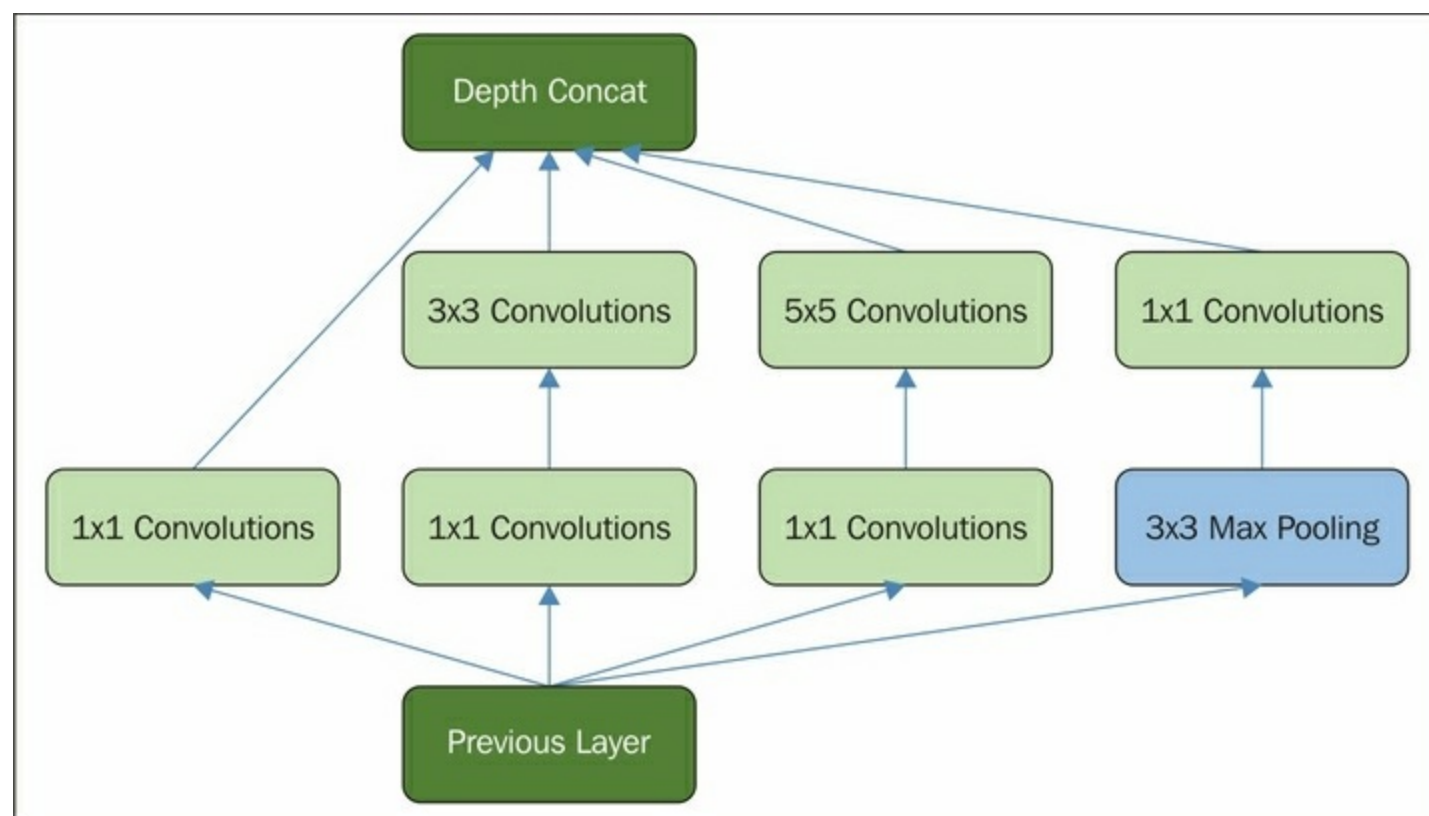 Depth Concat
3x3 Convolutions
5x5 Convolutions
1x1 Convolutions
1x1 Convolutions
1x1 Convolutions
1x1 Convolutions
3x3 Max Pooling
Previous Layer